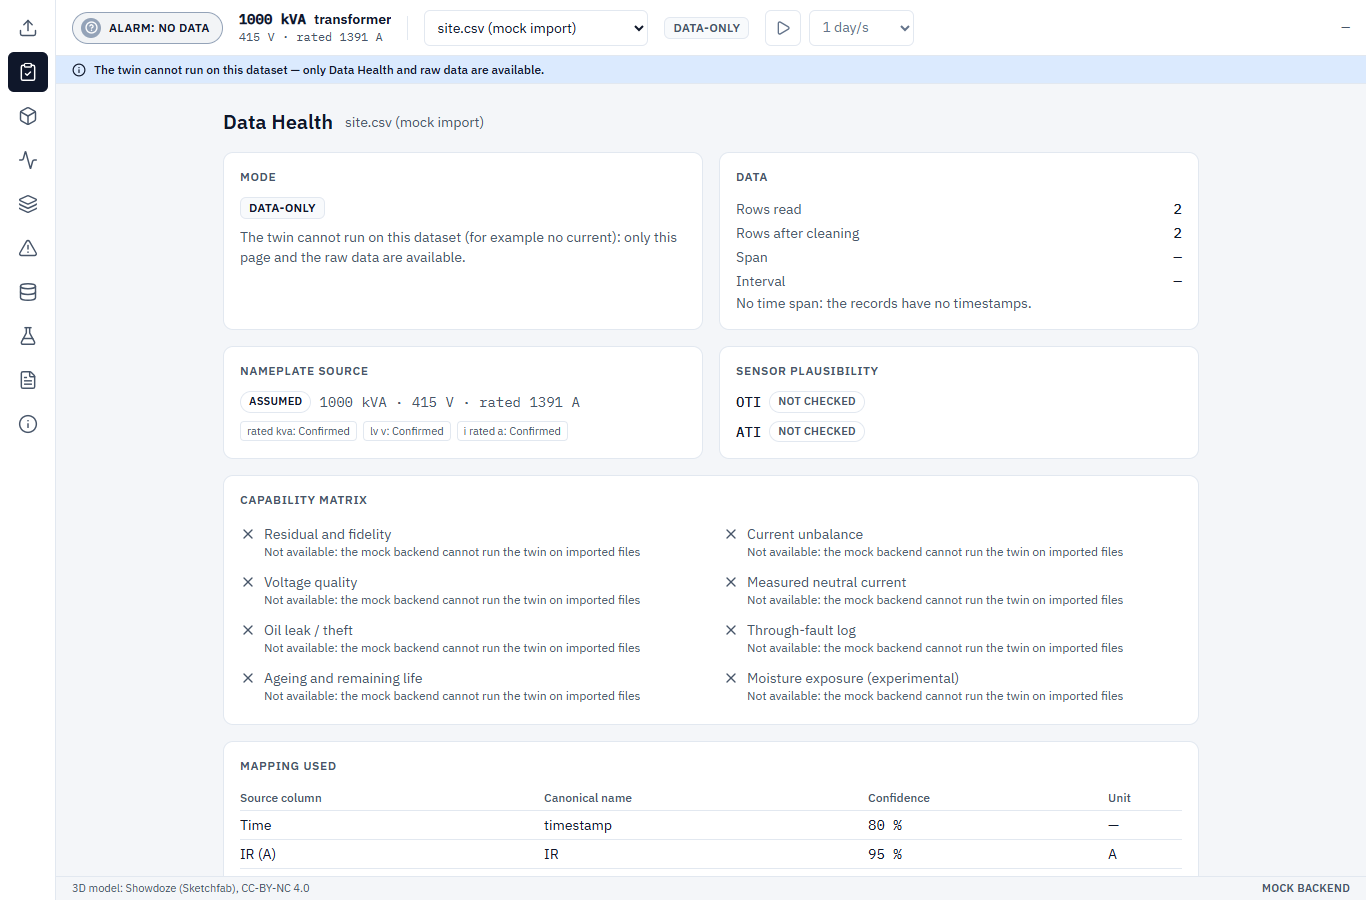 ALARM: NO DATA
1000 kVA transformer
415 V · rated 1391 A
site.csv (mock import)
DATA-ONLY
1 day/s
—
The twin cannot run on this dataset — only Data Health and raw data are available.
Data Health site.csv (mock import)
MODE
DATA-ONLY
The twin cannot run on this dataset (for example no current): only this
page and the raw data are available.
DATA
Rows read 2
Rows after cleaning 2
Span —
Interval —
No time span: the records have no timestamps.
NAMEPLATE SOURCE
ASSUMED 1000 kVA · 415 V · rated 1391 A
rated kva: Confirmed lv v: Confirmed i rated a: Confirmed
SENSOR PLAUSIBILITY
OTI NOT CHECKED
ATI NOT CHECKED
CAPABILITY MATRIX
Residual and fidelity
Not available: the mock backend cannot run the twin on imported files
Current unbalance
Not available: the mock backend cannot run the twin on imported files
Voltage quality
Not available: the mock backend cannot run the twin on imported files
Measured neutral current
Not available: the mock backend cannot run the twin on imported files
Oil leak / theft
Not available: the mock backend cannot run the twin on imported files
Through-fault log
Not available: the mock backend cannot run the twin on imported files
Ageing and remaining life
Not available: the mock backend cannot run the twin on imported files
Moisture exposure (experimental)
Not available: the mock backend cannot run the twin on imported files
MAPPING USED
Source column Canonical name Confidence Unit
Time timestamp 80 % —
IR (A) IR 95 % A
3D model: Showdoze (Sketchfab), CC-BY-NC 4.0
MOCK BACKEND